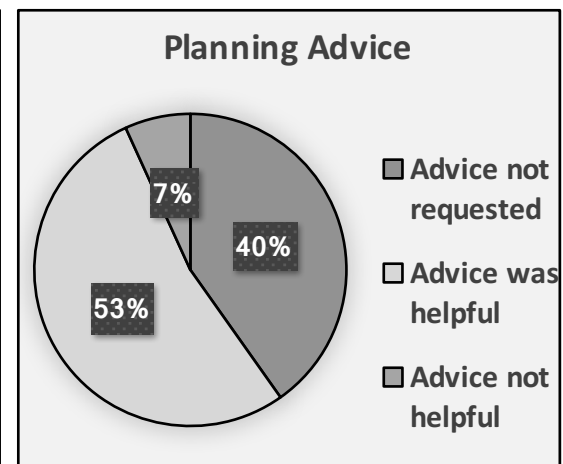 Planning Advice
7%
40%
53%
Advice not
requested
Advice was
helpful
Advice not
helpful